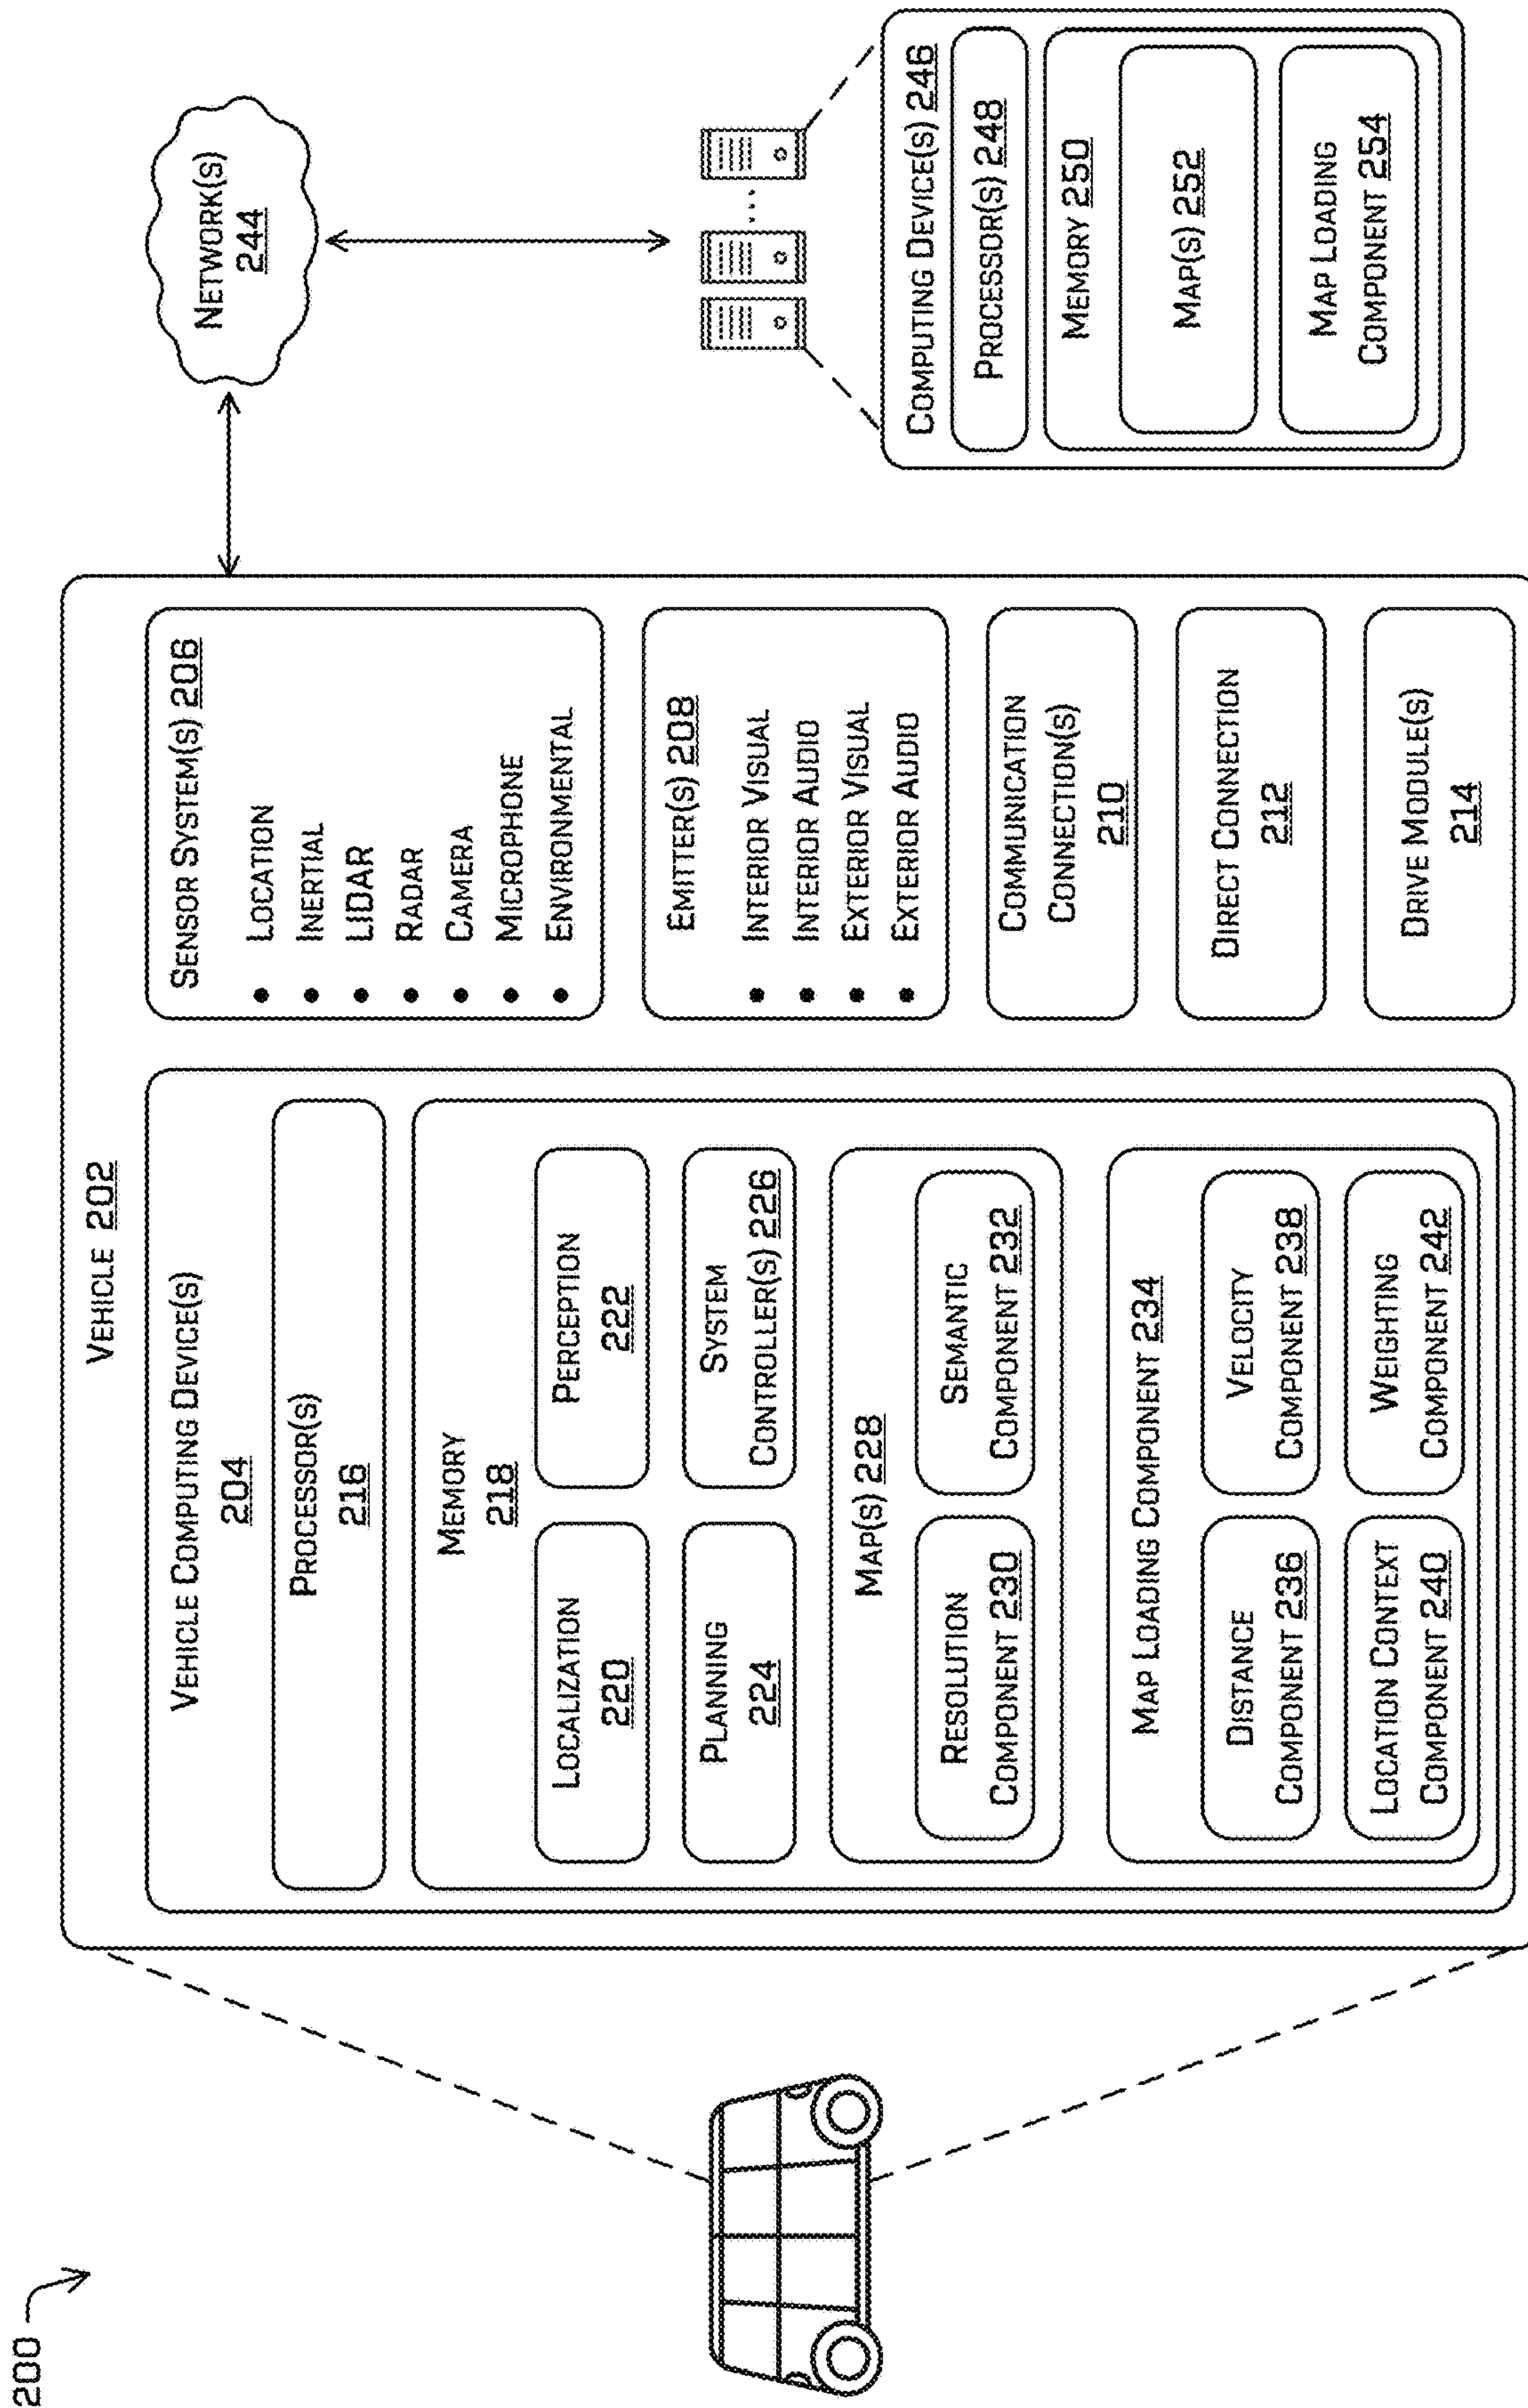 200
VEHICLE 202
VEHICLE COMPUTING DEVICE(S)
204
PROCESSOR(S)
216
MEMORY
218
LOCALIZATION
220
PERCEPTION
222
PLANNING
224
SYSTEM
CONTROLLER(S) 226
MAP(S) 228
RESOLUTION
COMPONENT 230
SEMANTIC
COMPONENT 232
MAP LOADING COMPONENT 234
DISTANCE
COMPONENT 236
VELOCITY
COMPONENT 238
LOCATION CONTEXT
COMPONENT 240
WEIGHTING
COMPONENT 242
SENSOR SYSTEM(S) 206
• LOCATION
• INERTIAL
• LIDAR
• RADAR
• CAMERA
• MICROPHONE
• ENVIRONMENTAL
EMITTER(S) 208
• INTERIOR VISUAL
• INTERIOR AUDIO
• EXTERIOR VISUAL
• EXTERIOR AUDIO
COMMUNICATION
CONNECTION(S)
210
DIRECT CONNECTION
212
DRIVE MODULE(S)
214
NETWORK(S)
244
...
COMPUTING DEVICE(S) 246
PROCESSOR(S) 248
MEMORY 250
MAP(S) 252
MAP LOADING
COMPONENT 254